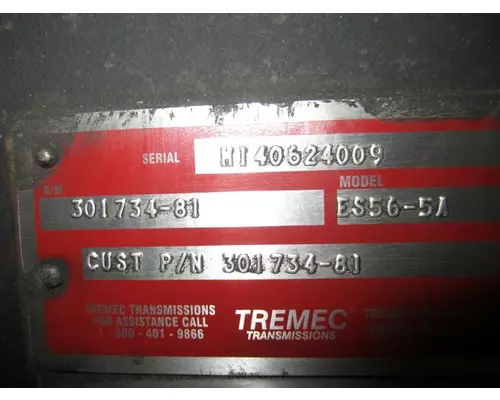 SERIAL M140624009
B/M MODEL
301734-81 ES56-5A
CUST P/N 301734-81
TREMEC TRANSMISSIONS
FOR ASSISTANCE CALL
1-800-401-9866
TREMEC
TRANSMISSIONS